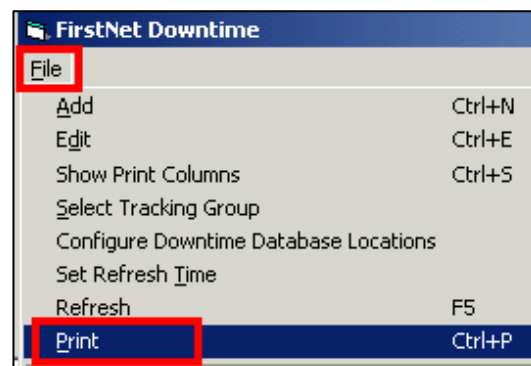 FirstNet Downtime
File
Add Ctrl+N
Edit Ctrl+E
Show Print Columns Ctrl+S
Select Tracking Group
Configure Downtime Database Locations
Set Refresh Time
Refresh F5
Print Ctrl+P